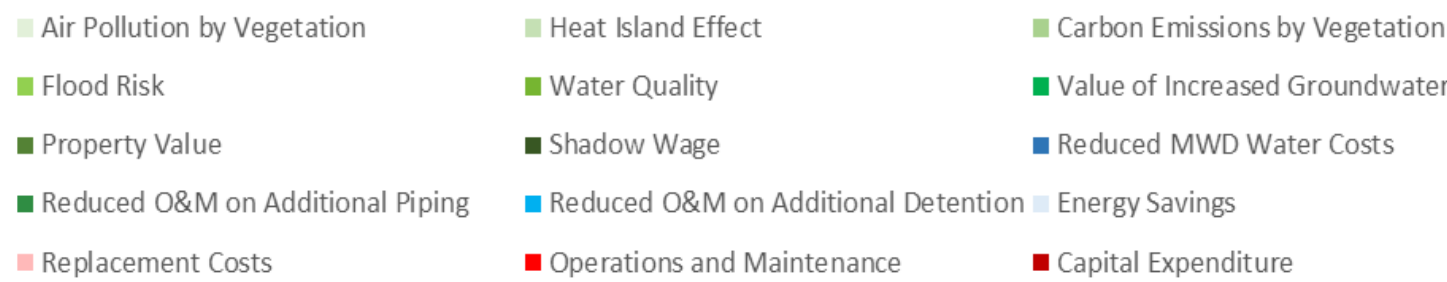 Air Pollution by Vegetation Heat Island Effect Carbon Emissions by Vegetation
Flood Risk Water Quality Value of Increased Groundwater
Property Value Shadow Wage Reduced MWD Water Costs
Reduced O&M on Additional Piping Reduced O&M on Additional Detention Energy Savings
Replacement Costs Operations and Maintenance Capital Expenditure